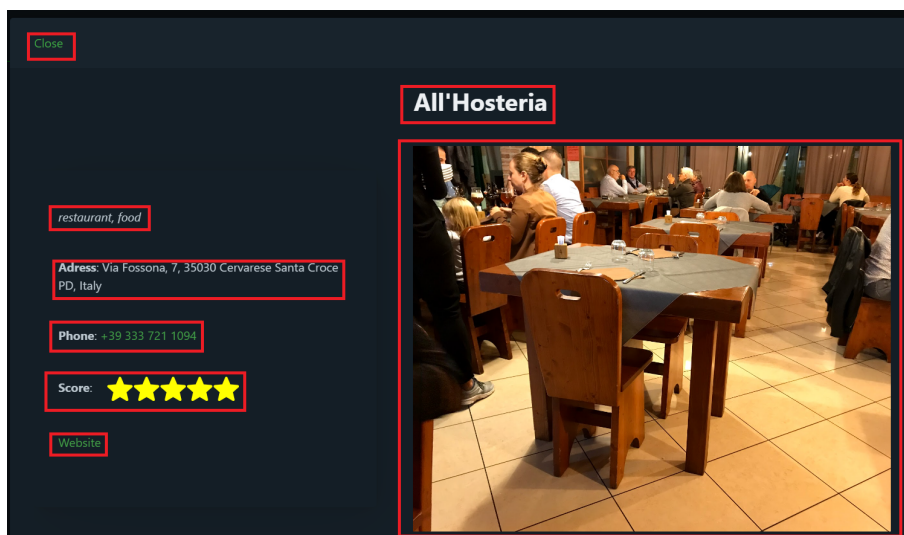 Close
All'Hosteria
restaurant, food
Adress: Via Fossona, 7, 35030 Cervarese Santa Croce
PD, Italy
Phone: +39 333 721 1094
Score:
Website